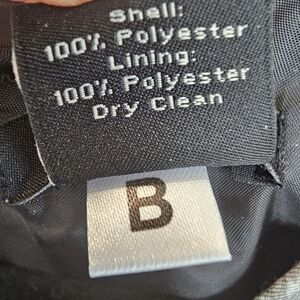 Shell:
100% Polyester
Lining:
100% Polyester
Dry Clean
B